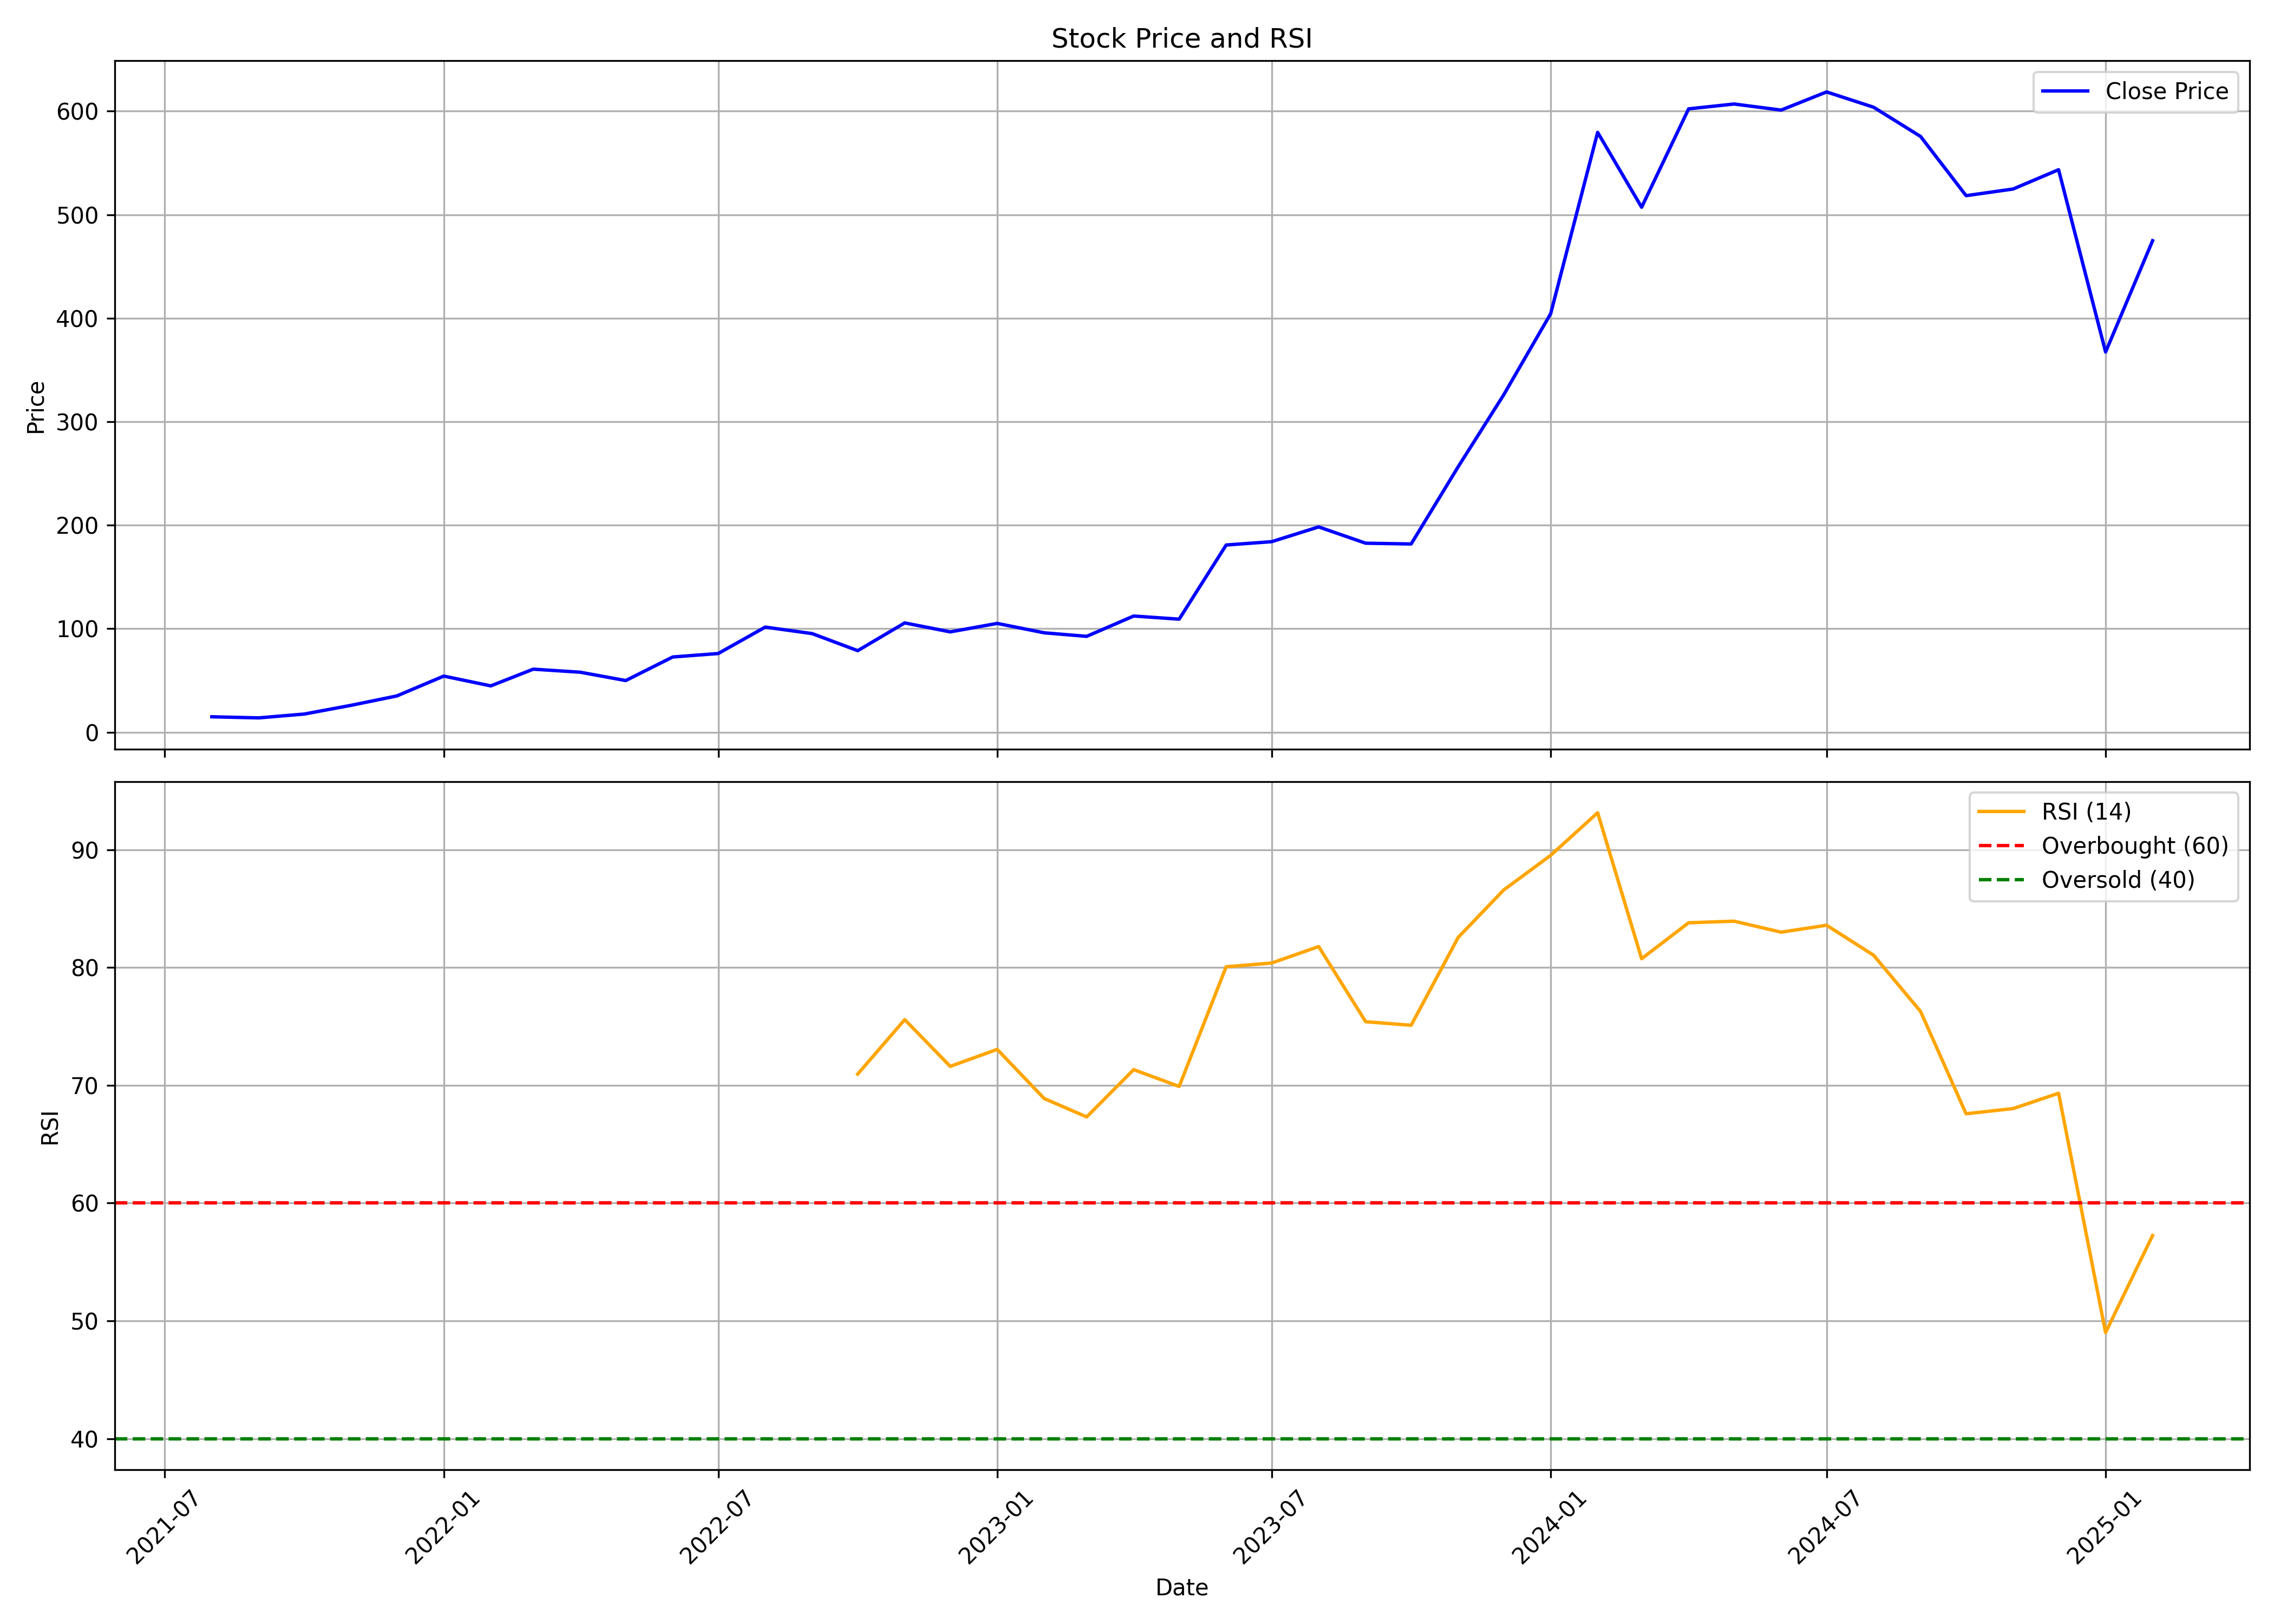 Stock Price and RSI
Close Price
600
500
400
300
200
100
0
Price
RSI (14)
Overbought (60)
Oversold (40)
90
80
70
60
50
40
RSI
2021-07
2022-01
2022-07
2023-01
2023-07
2024-01
2024-07
2025-01
Date